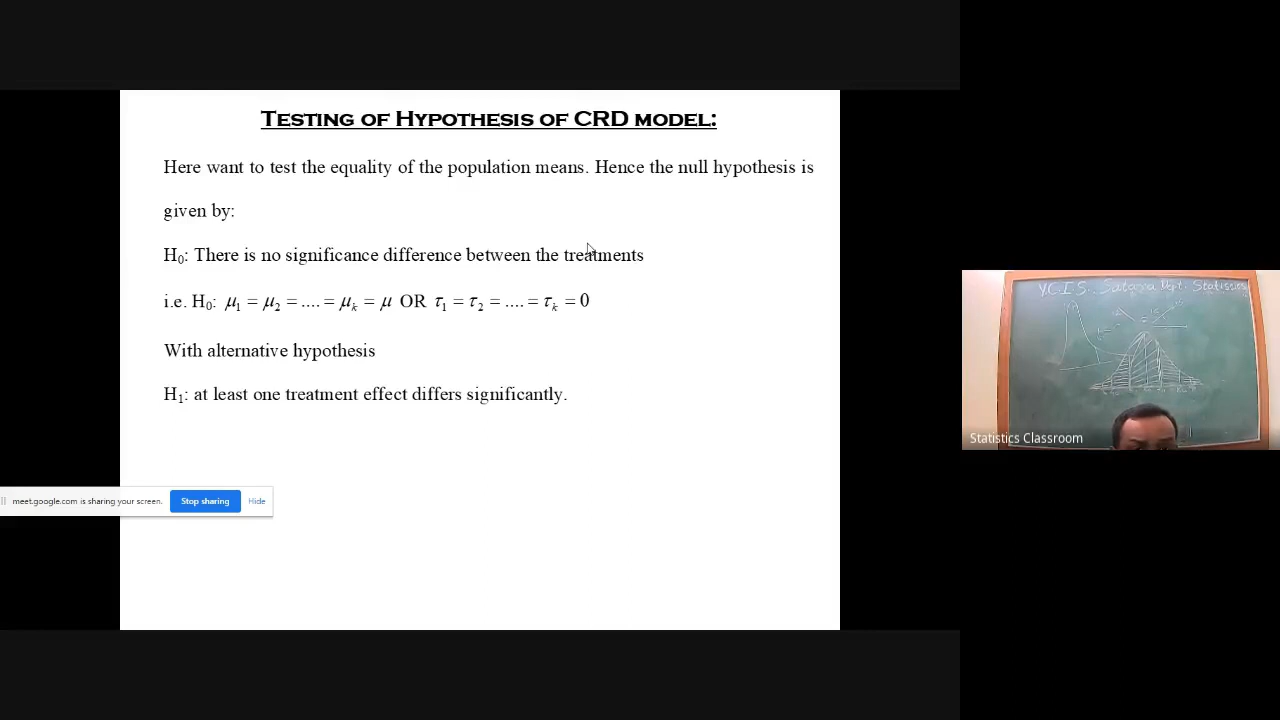 TESTING OF HYPOTHESIS OF CRD MODEL:
Here want to test the equality of the population means. Hence the null hypothesis is
given by:
H₀: There is no significance difference between the treatments
i.e. H₀: μ₁ = μ₂ = .... = μₖ = μ OR τ₁ = τ₂ = .... = τₖ = 0
With alternative hypothesis
H₁: at least one treatment effect differs significantly.
meet.google.com is sharing your screen. Stop sharing Hide
Y.C.I.S. Satana Dept. Statistics
Statistics Classroom